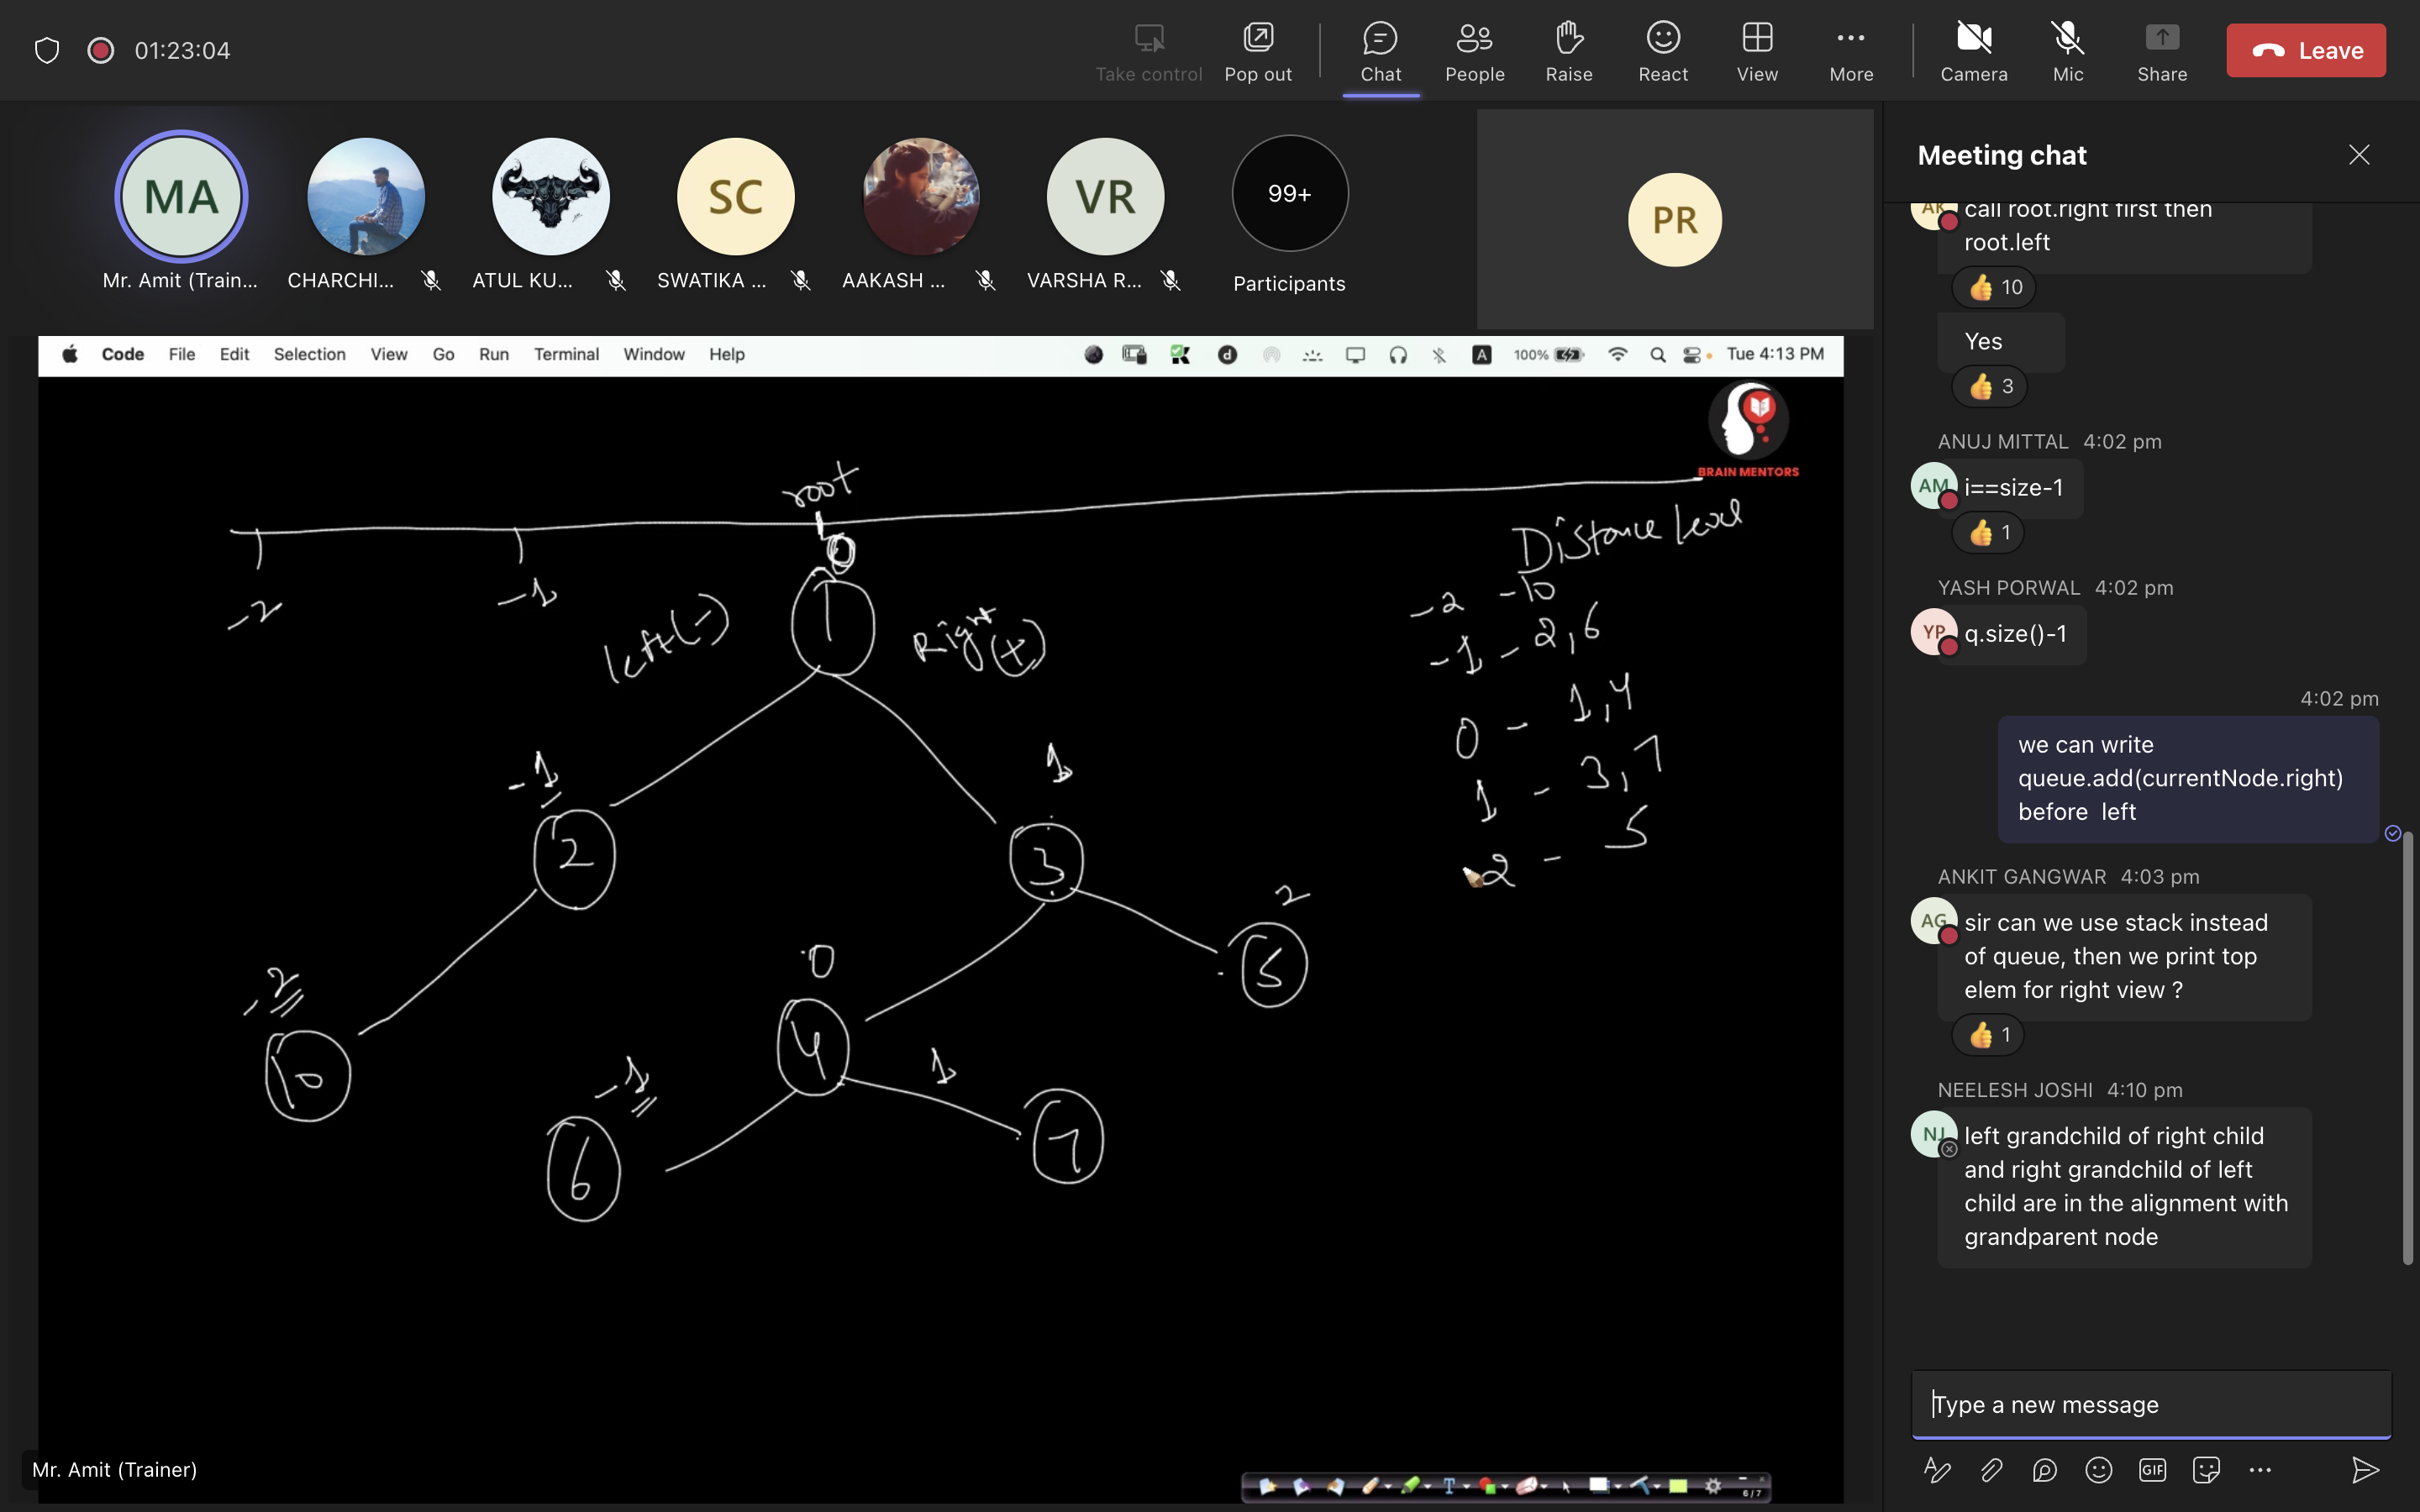 01:23:04
Take control
Pop out
Chat
People
Raise
React
View
More
Camera
Mic
Share
Leave
MA
SC
VR
99+
PR
Mr. Amit (Train...
CHARCHI...
ATUL KU...
SWATIKA ...
AAKASH ...
VARSHA R...
Participants
Code File Edit Selection View Go Run Terminal Window Help
A 100% Tue 4:13 PM
BRAIN MENTORS
root
0
-2
-1
left(-)
1
Right(+)
-1
2
1
3
-2
10
0
4
2
5
-1
6
1
7
Distance level
-2 -10
-1 - 2,6
0 - 1,4
1 - 3,7
2 - 5
6 / 7
Mr. Amit (Trainer)
Meeting chat
AK
call root.right first then
root.left
10
Yes
3
ANUJ MITTAL 4:02 pm
AM
i==size-1
1
YASH PORWAL 4:02 pm
YP
q.size()-1
4:02 pm
we can write
queue.add(currentNode.right)
before left
ANKIT GANGWAR 4:03 pm
AG
sir can we use stack instead
of queue, then we print top
elem for right view ?
1
NEELESH JOSHI 4:10 pm
NJ
left grandchild of right child
and right grandchild of left
child are in the alignment with
grandparent node
Type a new message
GIF